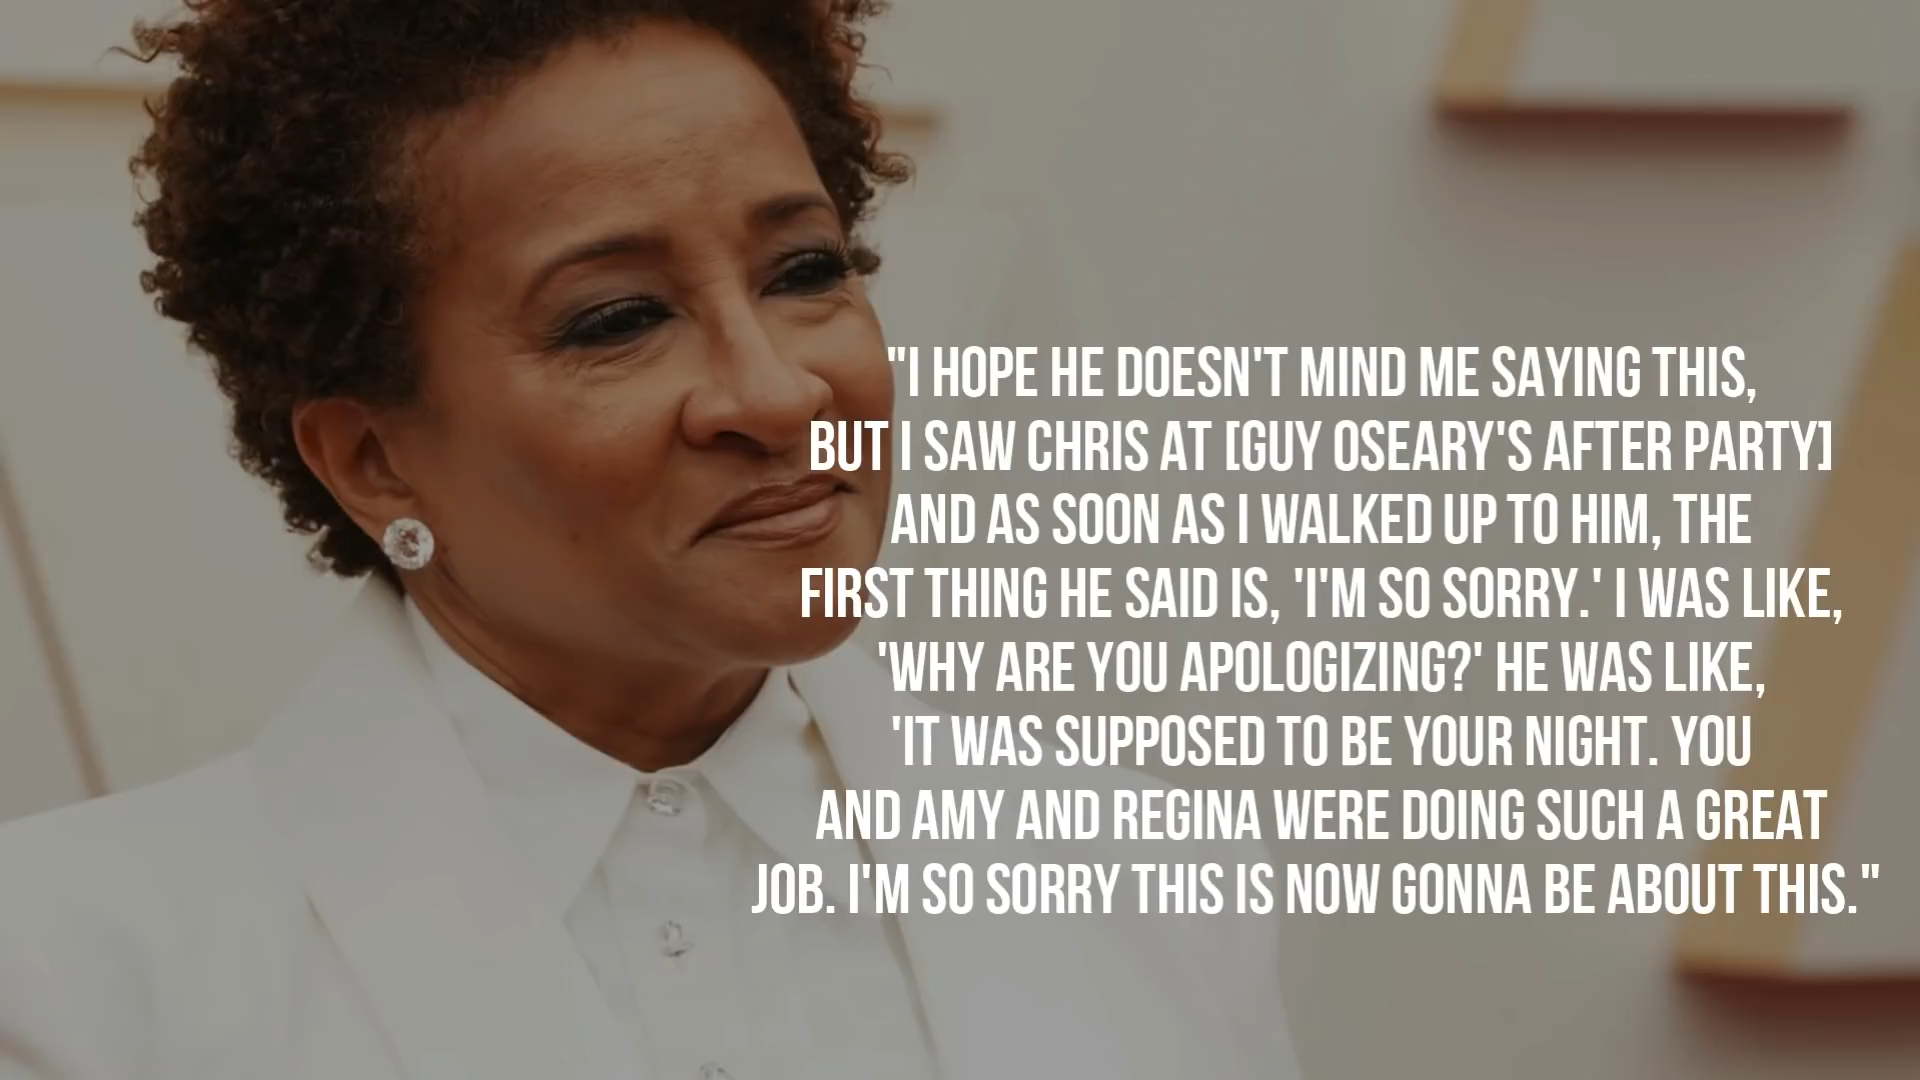 "I HOPE HE DOESN'T MIND ME SAYING THIS,
BUT I SAW CHRIS AT [GUY OSEARY'S AFTER PARTY]
AND AS SOON AS I WALKED UP TO HIM, THE
FIRST THING HE SAID IS, 'I'M SO SORRY.' I WAS LIKE,
'WHY ARE YOU APOLOGIZING?' HE WAS LIKE,
'IT WAS SUPPOSED TO BE YOUR NIGHT. YOU
AND AMY AND REGINA WERE DOING SUCH A GREAT
JOB. I'M SO SORRY THIS IS NOW GONNA BE ABOUT THIS."